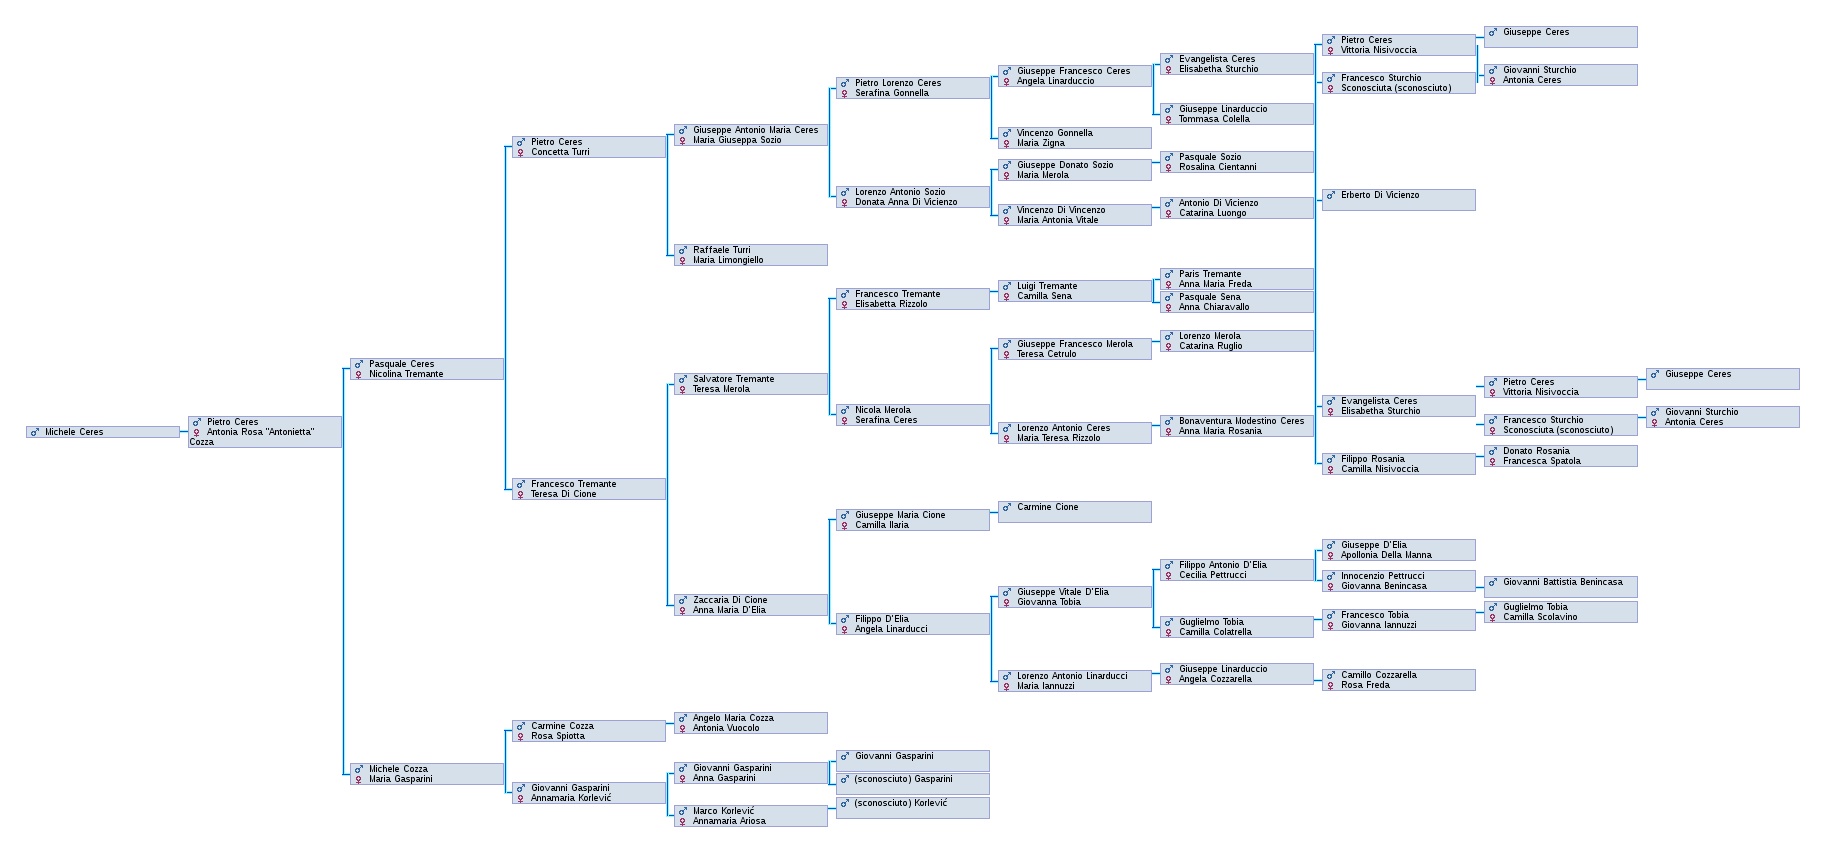 Michele Ceres
Pietro Ceres
Antonia Rosa "Antonietta"
Cozza
Pasquale Ceres
Nicolina Tremante
Michele Cozza
Maria Gasparini
Pietro Ceres
Concetta Turri
Francesco Tremante
Teresa Di Cione
Carmine Cozza
Rosa Spiotta
Giovanni Gasparini
Annamaria Korlević
Giuseppe Antonio Maria Ceres
Maria Giuseppa Sozio
Raffaele Turri
Maria Limongiello
Salvatore Tremante
Teresa Merola
Zaccaria Di Cione
Anna Maria D'Elia
Angelo Maria Cozza
Antonia Vuocolo
Giovanni Gasparini
Anna Gasparini
Marco Korlević
Annamaria Ariosa
Pietro Lorenzo Ceres
Serafina Gonnella
Lorenzo Antonio Sozio
Donata Anna Di Vicienzo
Francesco Tremante
Elisabetta Rizzolo
Nicola Merola
Serafina Ceres
Giuseppe Maria Cione
Camilla Ilaria
Filippo D'Elia
Angela Linarducci
Giovanni Gasparini
(sconosciuto) Gasparini
(sconosciuto) Korlević
Giuseppe Francesco Ceres
Angela Linarduccio
Vincenzo Gonnella
Maria Zigna
Giuseppe Donato Sozio
Maria Merola
Vincenzo Di Vincenzo
Maria Antonia Vitale
Luigi Tremante
Camilla Sena
Giuseppe Francesco Merola
Teresa Cetrulo
Lorenzo Antonio Ceres
Maria Teresa Rizzolo
Carmine Cione
Giuseppe Vitale D'Elia
Giovanna Tobia
Lorenzo Antonio Linarducci
Maria Iannuzzi
Evangelista Ceres
Elisabetha Sturchio
Giuseppe Linarduccio
Tommasa Colella
Pasquale Sozio
Rosalina Cientanni
Antonio Di Vicienzo
Catarina Luongo
Paris Tremante
Anna Maria Freda
Pasquale Sena
Anna Chiaravallo
Lorenzo Merola
Catarina Ruglio
Bonaventura Modestino Ceres
Anna Maria Rosania
Filippo Antonio D'Elia
Cecilia Pettrucci
Guglielmo Tobia
Camilla Colatrella
Giuseppe Linarduccio
Angela Cozzarella
Pietro Ceres
Vittoria Nisivoccia
Francesco Sturchio
Sconosciuta (sconosciuto)
Erberto Di Vicienzo
Evangelista Ceres
Elisabetha Sturchio
Filippo Rosania
Camilla Nisivoccia
Giuseppe D'Elia
Apollonia Della Manna
Innocenzio Pettrucci
Giovanna Benincasa
Francesco Tobia
Giovanna Iannuzzi
Camillo Cozzarella
Rosa Freda
Giuseppe Ceres
Giovanni Sturchio
Antonia Ceres
Pietro Ceres
Vittoria Nisivoccia
Francesco Sturchio
Sconosciuta (sconosciuto)
Donato Rosania
Francesca Spatola
Giovanni Battistia Benincasa
Guglielmo Tobia
Camilla Scolavino
Giuseppe Ceres
Giovanni Sturchio
Antonia Ceres